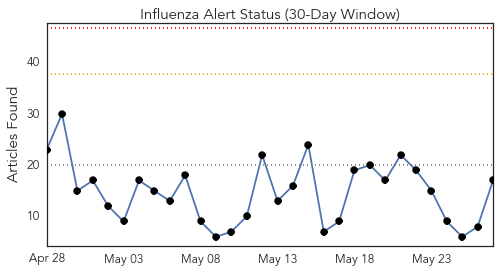 Influenza Alert Status (30-Day Window)
Articles Found
40
30
20
10
Apr 28 May 03 May 08 May 13 May 18 May 23